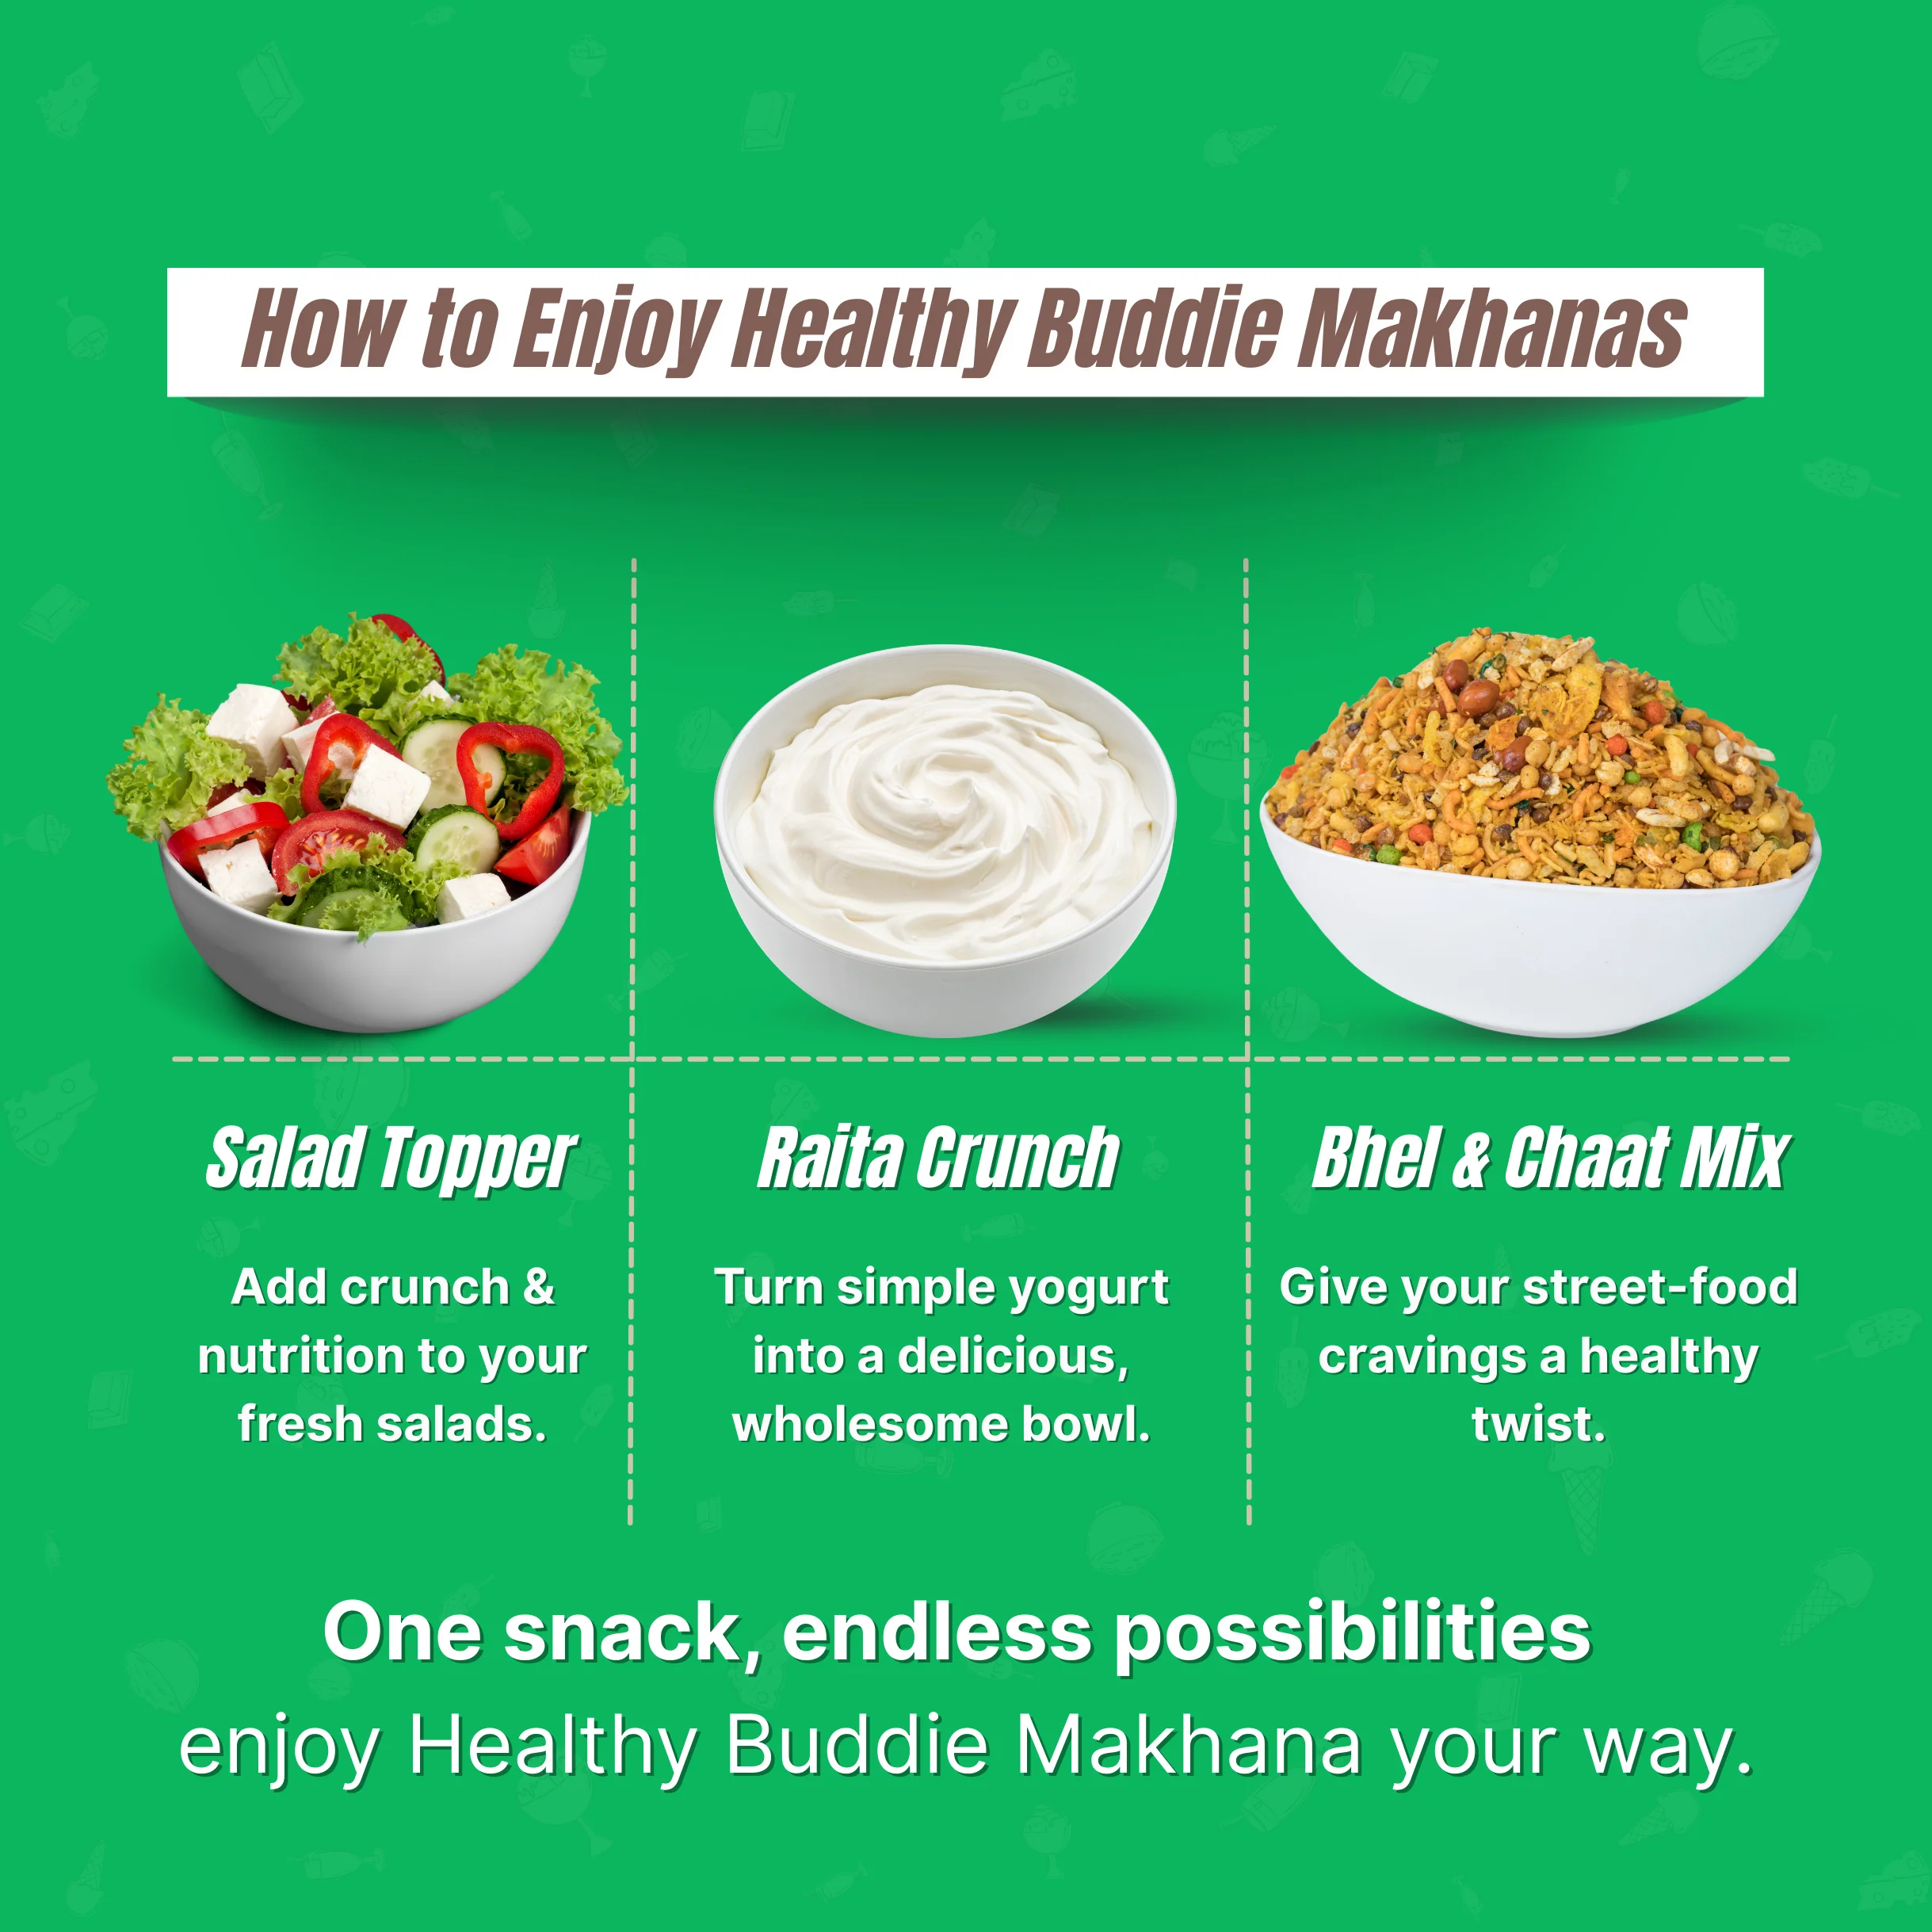 How to Enjoy Healthy Buddie Makhanas
Salad Topper
Add crunch &
nutrition to your
fresh salads.
Raita Crunch
Turn simple yogurt
into a delicious,
wholesome bowl.
Bhel & Chaat Mix
Give your street-food
cravings a healthy
twist.
One snack, endless possibilities
enjoy Healthy Buddie Makhana your way.